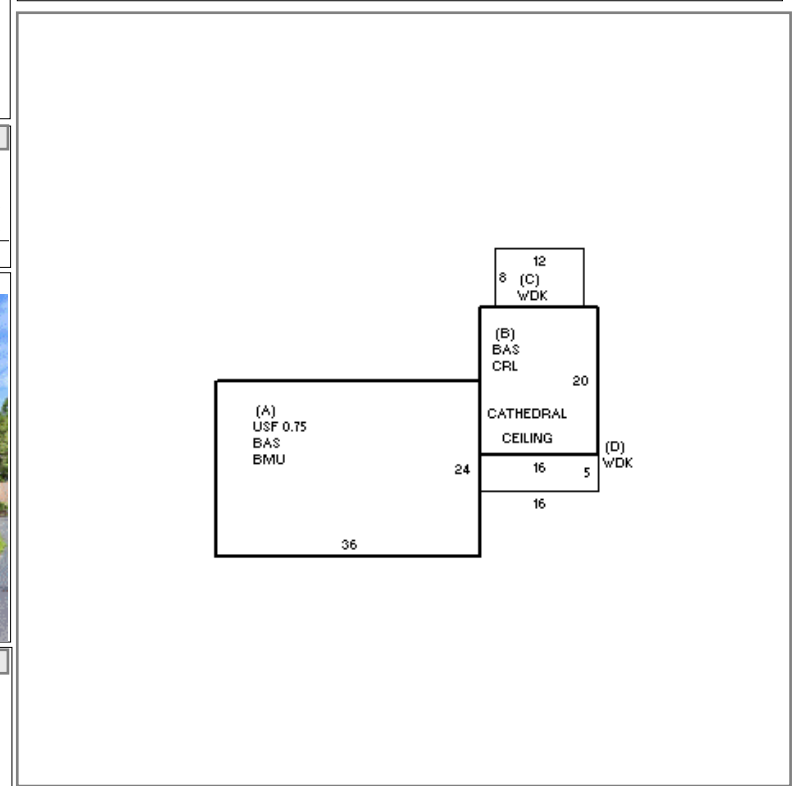 12
8 (C)
WDK
(B)
BAS
CRL
20
CATHEDRAL
CEILING
(A)
USF 0.75
BAS
BMU
24
(D)
WDK
16
5
16
36